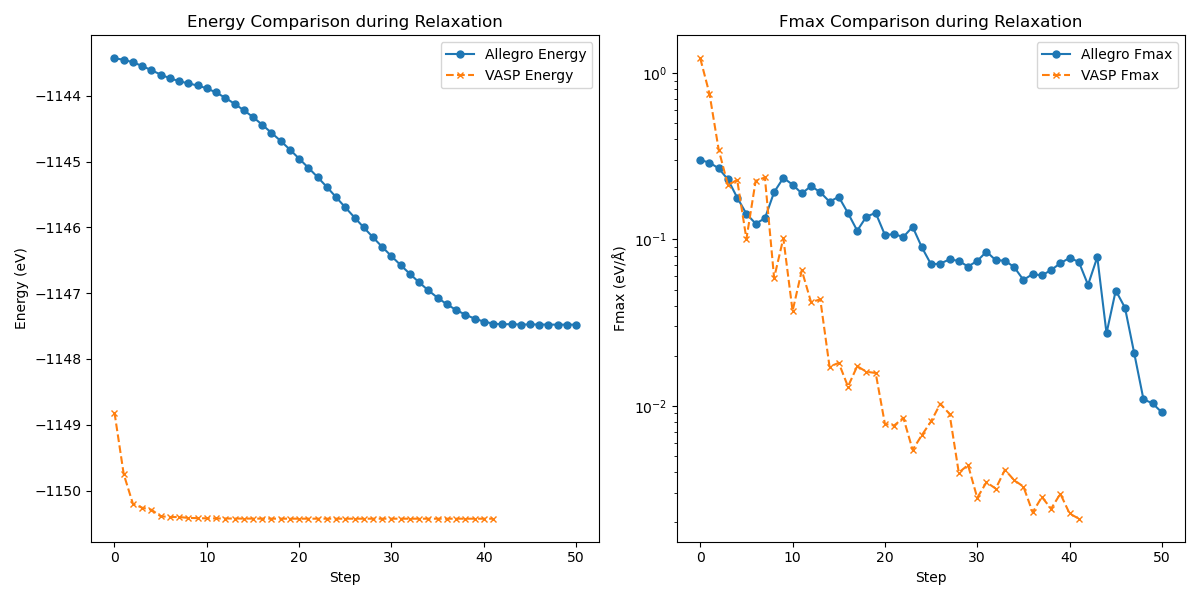 Energy Comparison during Relaxation
Allegro Energy
VASP Energy
Energy (eV)
−1144
−1145
−1146
−1147
−1148
−1149
−1150
0
10
20
30
40
50
Step
Fmax Comparison during Relaxation
Allegro Fmax
VASP Fmax
Fmax (eV/Å)
10⁰
10⁻¹
10⁻²
0
10
20
30
40
50
Step